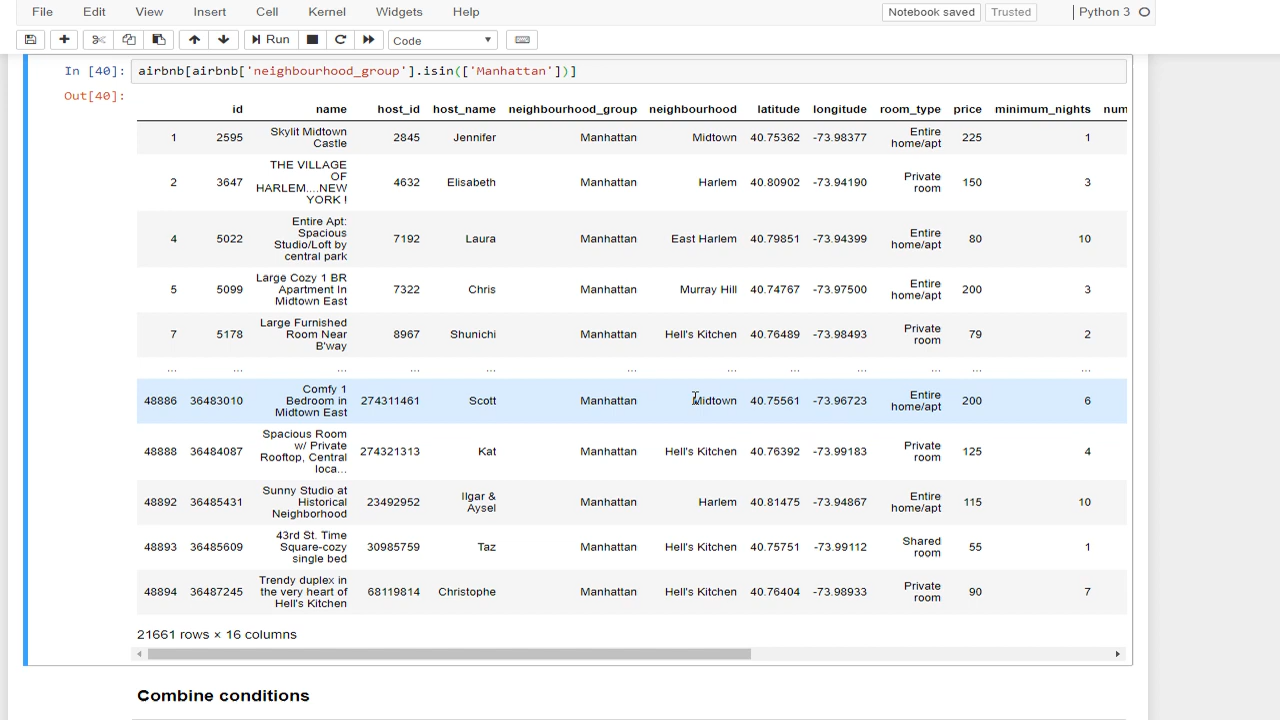 File Edit View Insert Cell Kernel Widgets Help Notebook saved Trusted Python 3
Run Code
In [40]: airbnb[airbnb['neighbourhood_group'].isin(['Manhattan'])]
Out[40]:
id name host_id host_name neighbourhood_group neighbourhood latitude longitude room_type price minimum_nights num
1 2595 Skylit Midtown Castle 2845 Jennifer Manhattan Midtown 40.75362 -73.98377 Entire home/apt 225 1
2 3647 THE VILLAGE OF HARLEM....NEW YORK ! 4632 Elisabeth Manhattan Harlem 40.80902 -73.94190 Private room 150 3
4 5022 Entire Apt: Spacious Studio/Loft by central park 7192 Laura Manhattan East Harlem 40.79851 -73.94399 Entire home/apt 80 10
5 5099 Large Cozy 1 BR Apartment In Midtown East 7322 Chris Manhattan Murray Hill 40.74767 -73.97500 Entire home/apt 200 3
7 5178 Large Furnished Room Near B'way 8967 Shunichi Manhattan Hell's Kitchen 40.76489 -73.98493 Private room 79 2
... ... ... ... ... ... ... ... ... ... ... ...
48886 36483010 Comfy 1 Bedroom in Midtown East 274311461 Scott Manhattan Midtown 40.75561 -73.96723 Entire home/apt 200 6
48888 36484087 Spacious Room w/ Private Rooftop, Central loca... 274321313 Kat Manhattan Hell's Kitchen 40.76392 -73.99183 Private room 125 4
48892 36485431 Sunny Studio at Historical Neighborhood 23492952 Ilgar & Aysel Manhattan Harlem 40.81475 -73.94867 Entire home/apt 115 10
48893 36485609 43rd St. Time Square-cozy single bed 30985759 Taz Manhattan Hell's Kitchen 40.75751 -73.99112 Shared room 55 1
48894 36487245 Trendy duplex in the very heart of Hell's Kitchen 68119814 Christophe Manhattan Hell's Kitchen 40.76404 -73.98933 Private room 90 7
21661 rows × 16 columns
Combine conditions